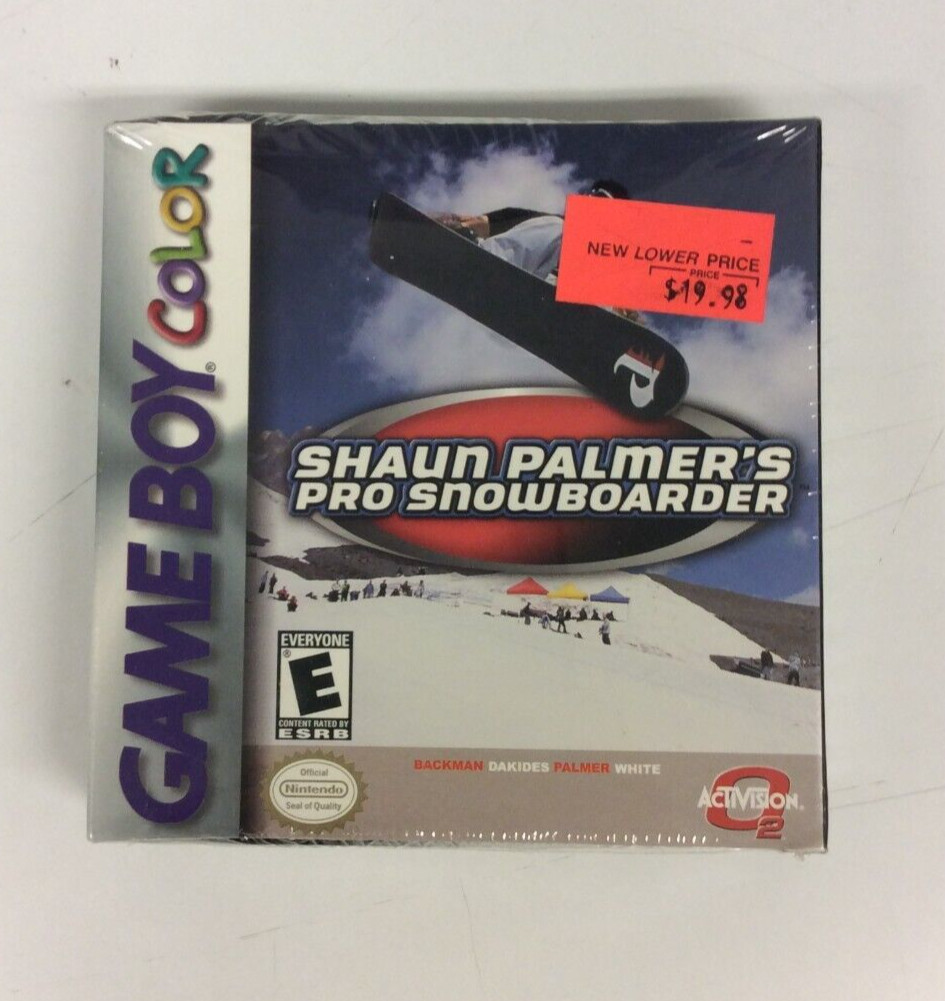 GAME BOY® COLOR
NEW LOWER PRICE
PRICE
$19.98
SHAUN PALMER'S
PRO SNOWBOARDER™
EVERYONE
®
E
CONTENT RATED BY
ESRB
BACKMAN DAKIDES PALMER WHITE
Official
Nintendo
Seal of Quality
ACTIVISION®
O2